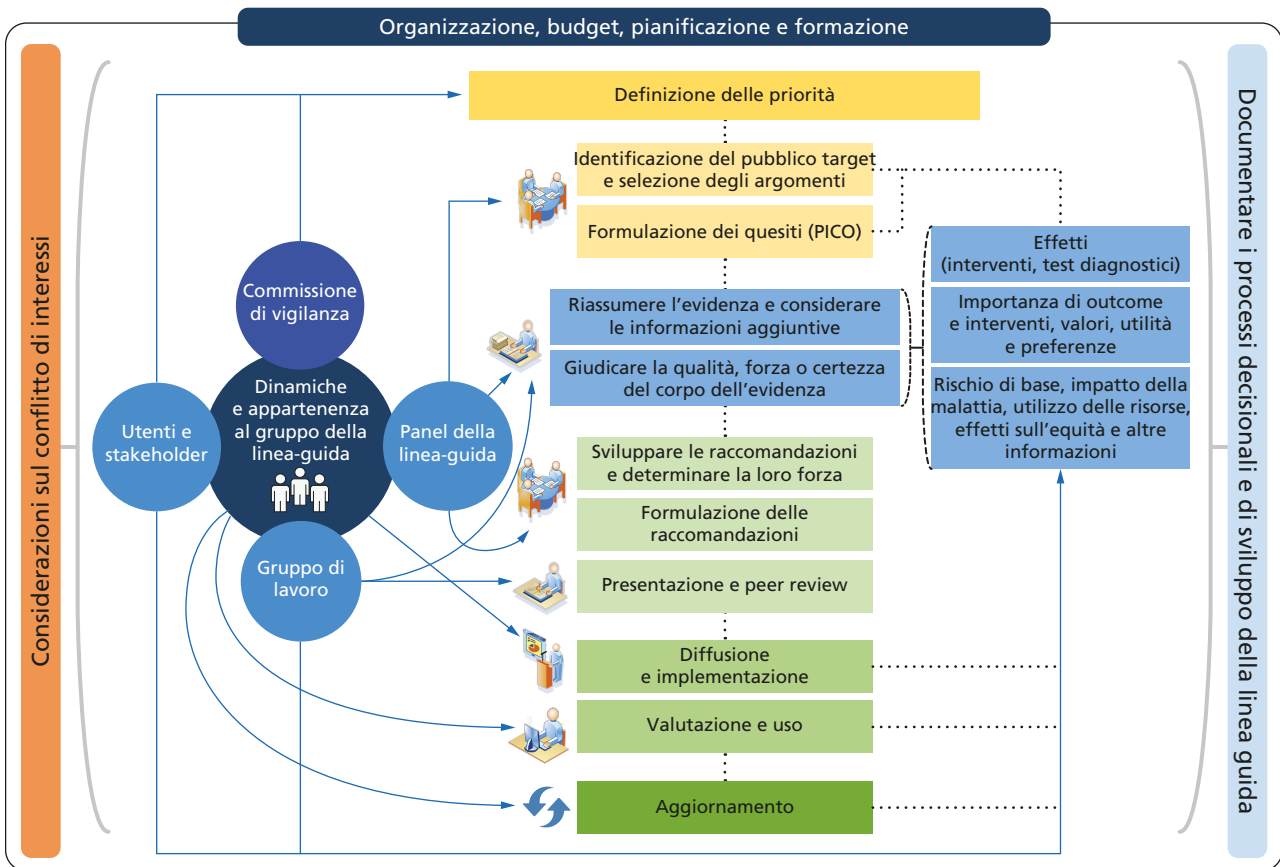 Organizzazione, budget, pianificazione e formazione
Considerazioni sul conflitto di interessi
Definizione delle priorità
Identificazione del pubblico target
e selezione degli argomenti
Formulazione dei quesiti (PICO)
Commissione
di vigilanza
Dinamiche
e appartenenza
al gruppo della
linea-guida
Utenti e
stakeholder
Panel della
linea-guida
Gruppo di
lavoro
Riassumere l’evidenza e considerare
le informazioni aggiuntive
Giudicare la qualità, forza o certezza
del corpo dell’evidenza
Effetti
(interventi, test diagnostici)
Importanza di outcome
e interventi, valori, utilità
e preferenze
Rischio di base, impatto della
malattia, utilizzo delle risorse,
effetti sull’equità e altre
informazioni
Sviluppare le raccomandazioni
e determinare la loro forza
Formulazione delle
raccomandazioni
Presentazione e peer review
Diffusione
e implementazione
Valutazione e uso
Aggiornamento
Documentare i processi decisionali e di sviluppo della linea guida